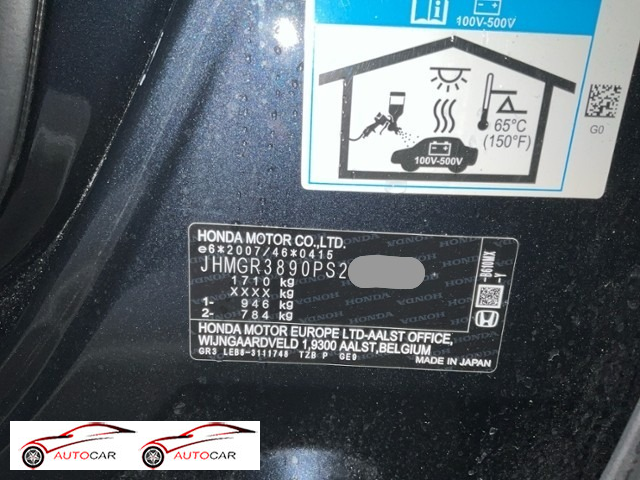 100V-500V
65°C
(150°F)
100V-500V
G0
HONDA MOTOR CO.,LTD.
e6*2007/46*0415
JHMGR3890PS2
1710 kg
XXXX kg
1- 946 kg
2- 784 kg
HONDA MOTOR EUROPE LTD-AALST OFFICE,
WIJNGAARDVELD 1,9300 AALST,BELGIUM
GR3 LEB8-3111745 TZB P GE9
MADE IN JAPAN
B600MX
-Y
AUTOCAR
AUTOCAR